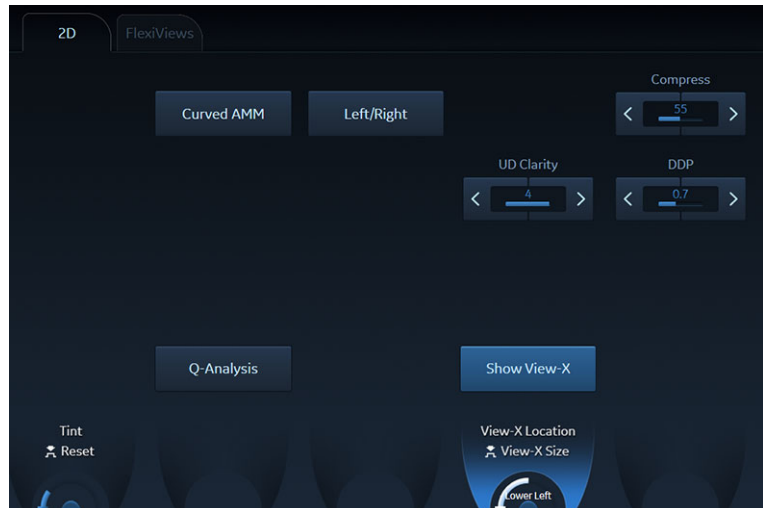 2D
FlexiViews
Compress
Curved AMM
Left/Right
55
UD Clarity
DDP
4
0.7
Q-Analysis
Show View-X
Tint
Reset
View-X Location
View-X Size
Lower Left